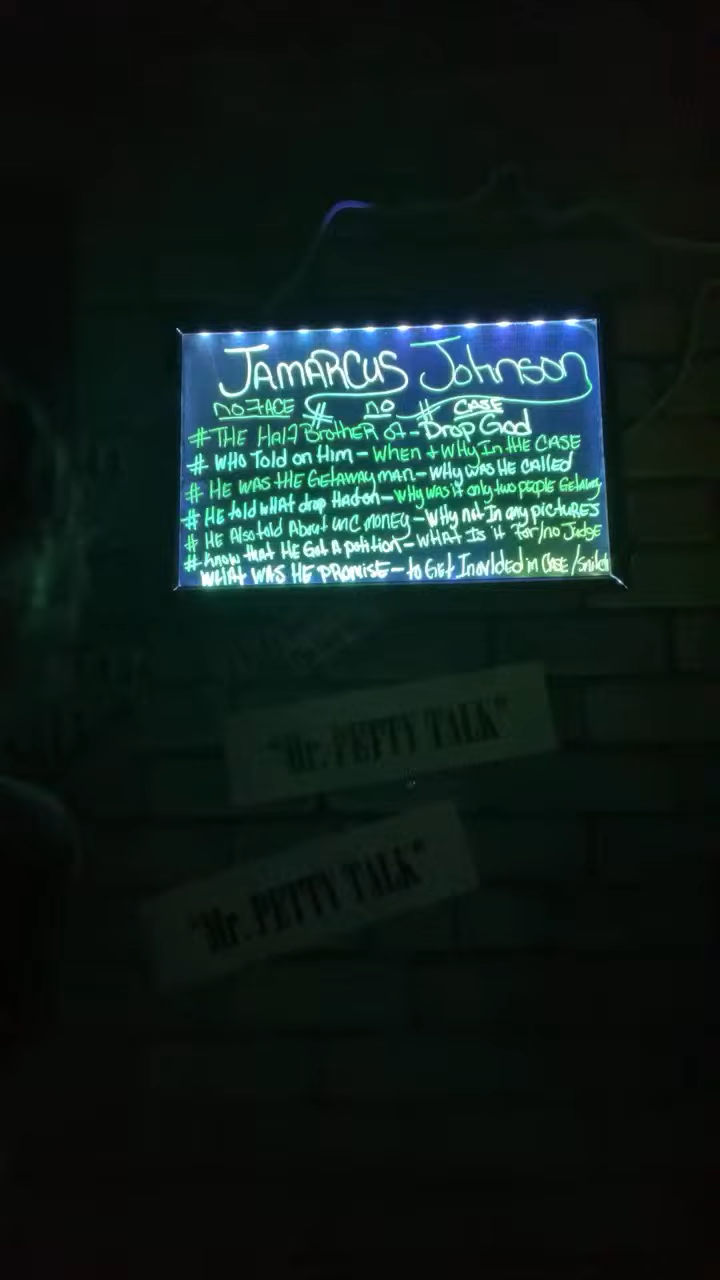 JAMARCUS Johnson
NO FACE # NO # CASE
# THE Half BrotheR of - Drop God
# WHO Told on Him - when + WHy In tHE CASE
# HE WAS tHE GetAwAy mAn - wHy wAs HE cAllEd
# HE told wHAt drop Had on - wHy wAs it only two pEoplE GetAwAy
# HE Also told About unc monEy - WHy not In Any pictuREs
# know tHat HE Got A potition - wHAt Is it For/no Judge
WHAt WAS HE PROmisE - to Get Inovlded in CASE/Snitch
"Mr. PETTY TALK"
"Mr. PETTY TALK"